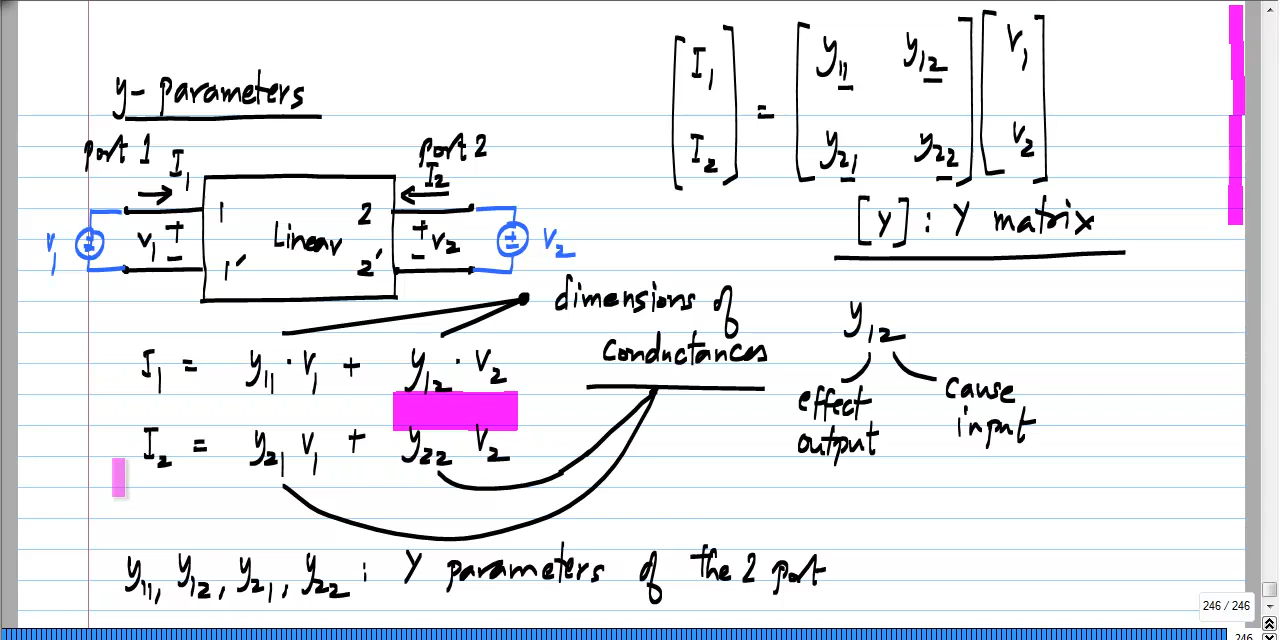 y- parameters
port 1
I1
port 2
I2
V1
v1 + -
1
1'
Linear
2
2'
+ - v2
V2
[ I1 I2 ] = [ y11 y12 y21 y22 ] [ V1 V2 ]
[Y] : Y matrix
dimensions of
conductances
I1 = y11 · V1 + y12 · V2
I2 = y21 V1 + y22 V2
y12
effect
output
cause
input
y11, y12, y21, y22 : Y parameters of the 2 port
246 / 246
246